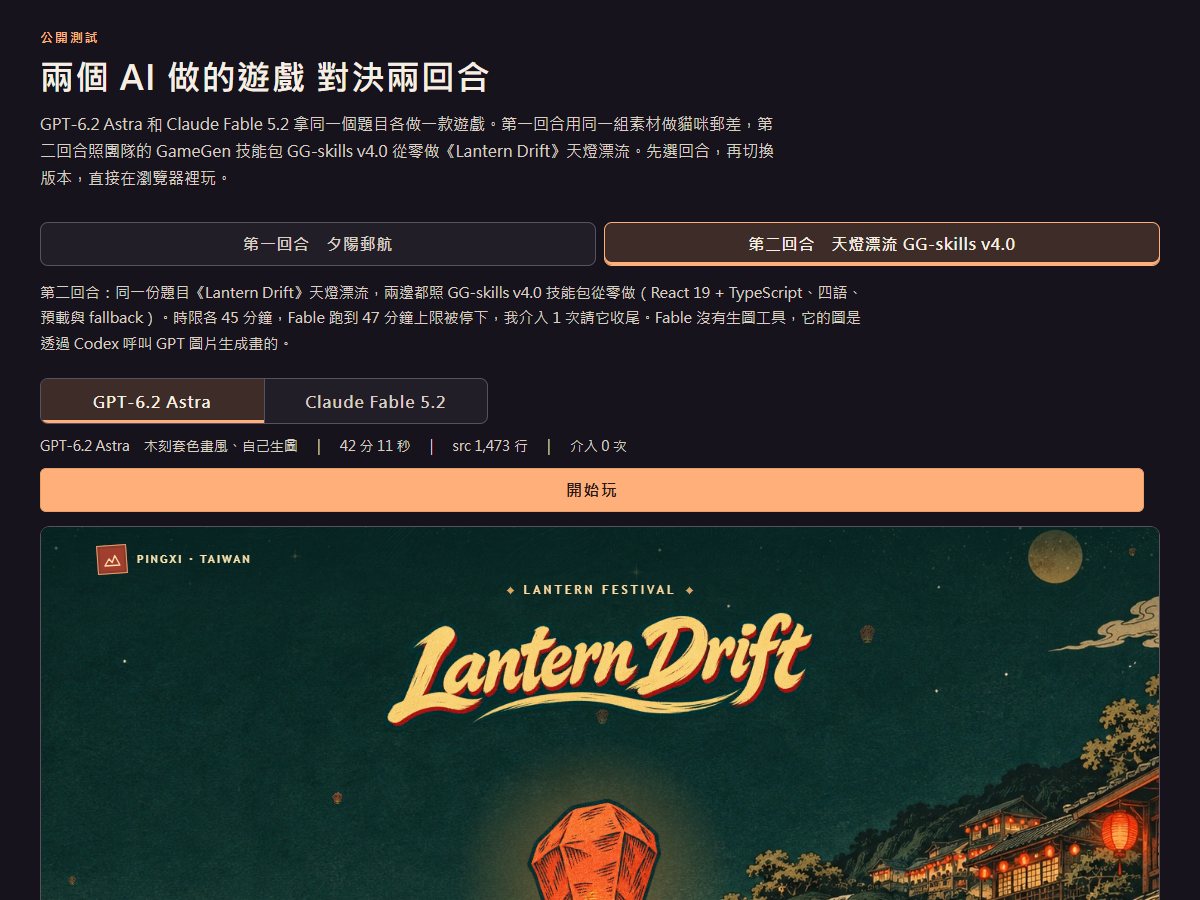 公開測試
兩個 AI 做的遊戲 對決兩回合
GPT-6.2 Astra 和 Claude Fable 5.2 拿同一個題目各做一款遊戲。第一回合用同一組素材做貓咪郵差，第
二回合照團隊的 GameGen 技能包 GG-skills v4.0 從零做《Lantern Drift》天燈漂流。先選回合，再切換
版本，直接在瀏覽器裡玩。
第一回合　夕陽郵航
第二回合　天燈漂流 GG-skills v4.0
第二回合：同一份題目《Lantern Drift》天燈漂流，兩邊都照 GG-skills v4.0 技能包從零做（React 19 + TypeScript、四語、
預載與 fallback）。時限各 45 分鐘，Fable 跑到 47 分鐘上限被停下，我介入 1 次請它收尾。Fable 沒有生圖工具，它的圖是
透過 Codex 呼叫 GPT 圖片生成畫的。
GPT-6.2 Astra
Claude Fable 5.2
GPT-6.2 Astra　木刻套色畫風、自己生圖　|　42 分 11 秒　|　src 1,473 行　|　介入 0 次
開始玩
PINGXI · TAIWAN
LANTERN FESTIVAL
Lantern Drift